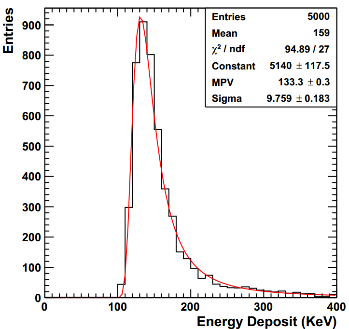 Entries
Entries 5000
Mean 159
χ² / ndf 94.89 / 27
Constant 5140 ± 117.5
MPV 133.3 ± 0.3
Sigma 9.759 ± 0.183
900
800
700
600
500
400
300
200
100
0
0 100 200 300 400
Energy Deposit (KeV)